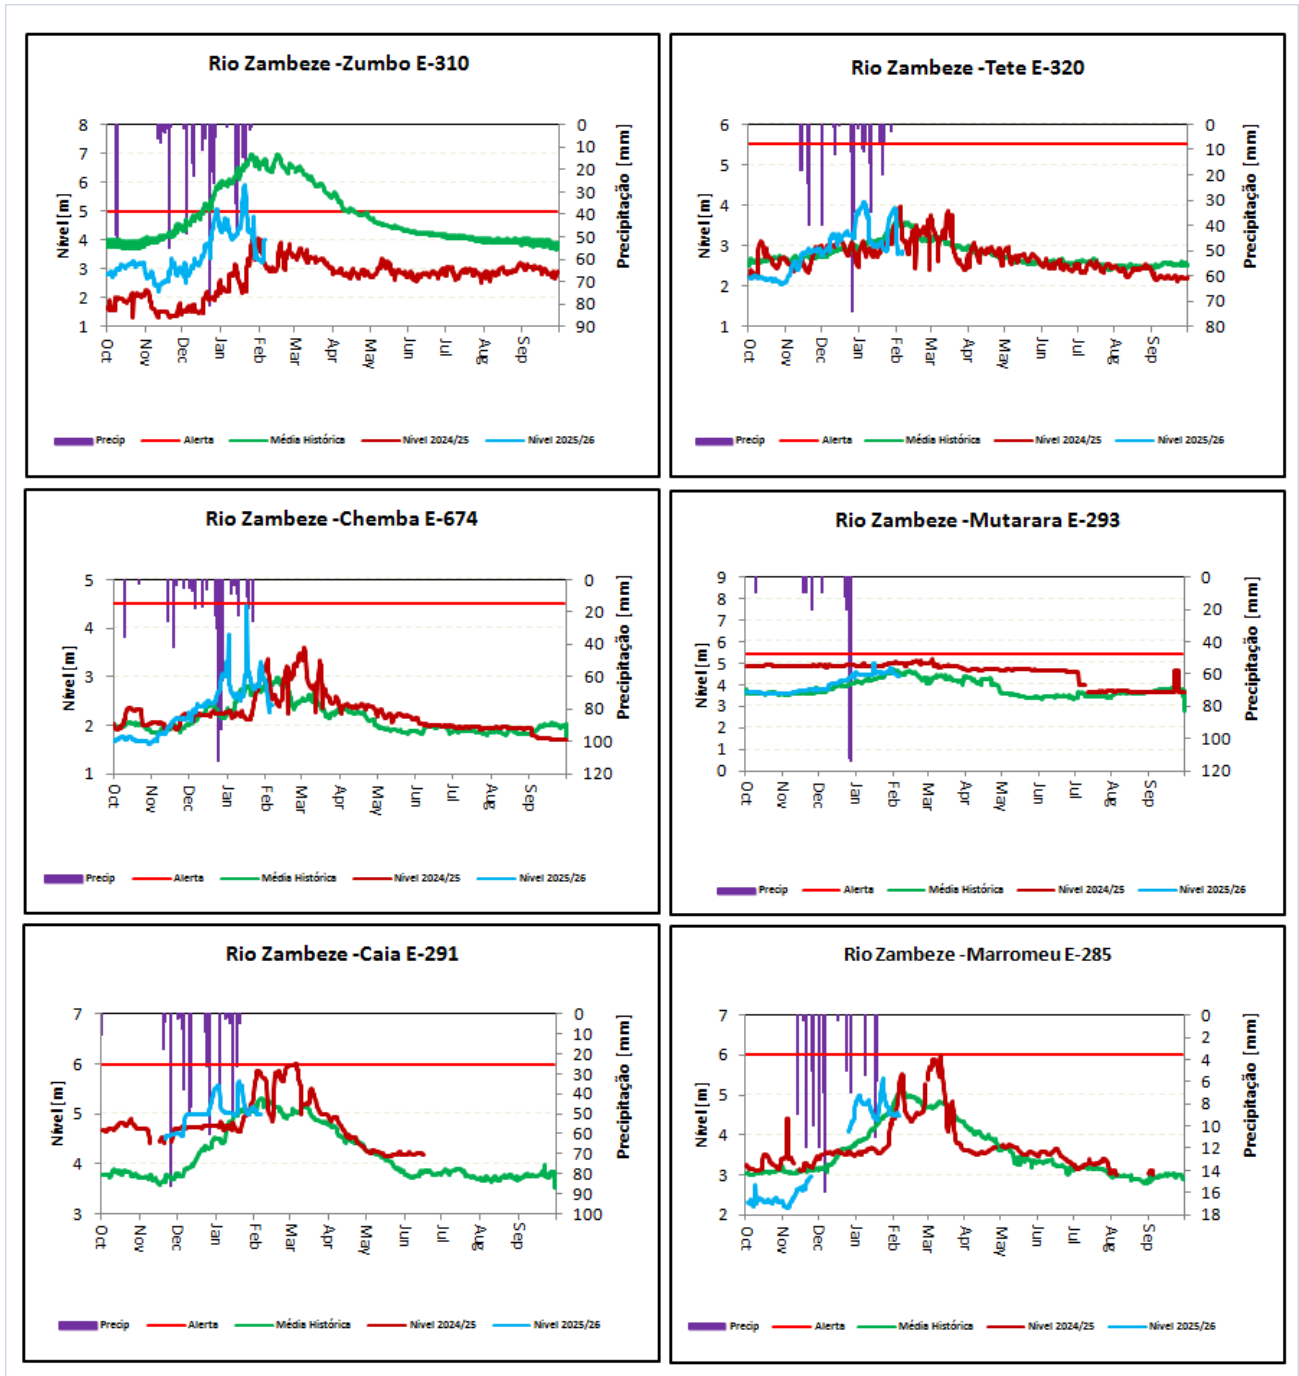 Rio Zambeze -Zumbo E-310
8
7
6
5
4
3
2
1
Nível [m]
0
10
20
30
40
50
60
70
80
90
Precipitação [mm]
Oct
Nov
Dec
Jan
Feb
Mar
Apr
May
Jun
Jul
Aug
Sep
Precip
Alerta
Média Histórica
Nivel 2024/25
Nivel 2025/26
Rio Zambeze -Tete E-320
6
5
4
3
2
1
Nível [m]
0
10
20
30
40
50
60
70
80
Precipitação [mm]
Oct
Nov
Dec
Jan
Feb
Mar
Apr
May
Jun
Jul
Aug
Sep
Precip
Alerta
Média Histórica
Nivel 2024/25
Nivel 2025/26
Rio Zambeze -Chemba E-674
5
4
3
2
1
Nível [m]
0
20
40
60
80
100
120
Precipitação [mm]
Oct
Nov
Dec
Jan
Feb
Mar
Apr
May
Jun
Jul
Aug
Sep
Precip
Alerta
Média Histórica
Nivel 2024/25
Nivel 2025/26
Rio Zambeze -Mutarara E-293
9
8
7
6
5
4
3
2
1
0
Nível [m]
0
20
40
60
80
100
120
Precipitação [mm]
Oct
Nov
Dec
Jan
Feb
Mar
Apr
May
Jun
Jul
Aug
Sep
Precip
Alerta
Média Histórica
Nivel 2024/25
Nivel 2025/26
Rio Zambeze -Caia E-291
7
6
5
4
3
Nível [m]
0
10
20
30
40
50
60
70
80
90
100
Precipitação [mm]
Oct
Nov
Dec
Jan
Feb
Mar
Apr
May
Jun
Jul
Aug
Sep
Precip
Alerta
Média Histórica
Nivel 2024/25
Nivel 2025/26
Rio Zambeze -Marromeu E-285
7
6
5
4
3
2
Nível [m]
0
2
4
6
8
10
12
14
16
18
Precipitação [mm]
Oct
Nov
Dec
Jan
Feb
Mar
Apr
May
Jun
Jul
Aug
Sep
Precip
Alerta
Média Histórica
Nivel 2024/25
Nivel 2025/26